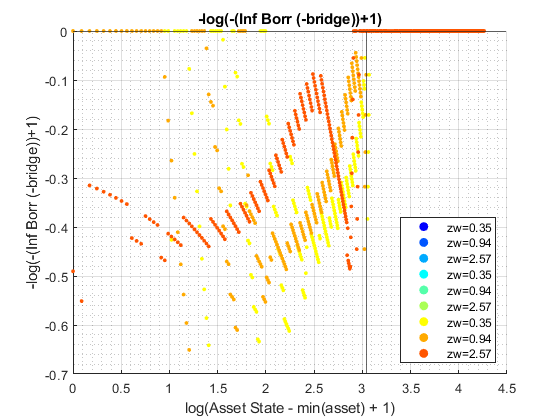 -log(-(Inf Borr (-bridge))+1)
-log(-(Inf Borr (-bridge))+1)
0
-0.1
-0.2
-0.3
-0.4
-0.5
-0.6
-0.7
zw=0.35
zw=0.94
zw=2.57
zw=0.35
zw=0.94
zw=2.57
zw=0.35
zw=0.94
zw=2.57
0 0.5 1 1.5 2 2.5 3 3.5 4 4.5
log(Asset State - min(asset) + 1)